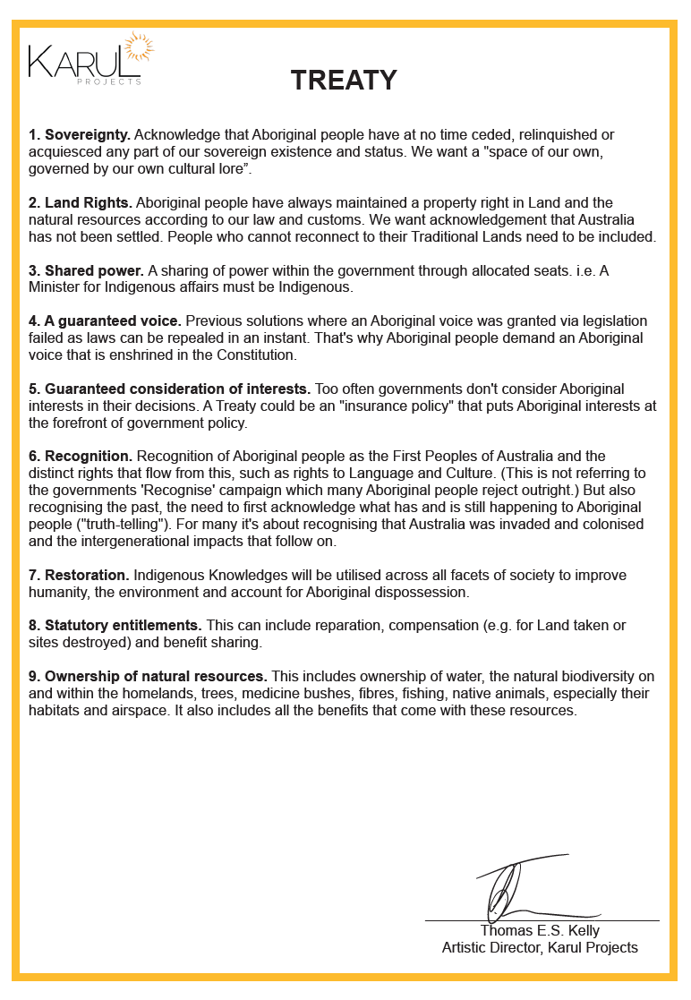 KARUL
PROJECTS
TREATY
1. Sovereignty. Acknowledge that Aboriginal people have at no time ceded, relinquished or
acquiesced any part of our sovereign existence and status. We want a "space of our own,
governed by our own cultural lore”.
2. Land Rights. Aboriginal people have always maintained a property right in Land and the
natural resources according to our law and customs. We want acknowledgement that Australia
has not been settled. People who cannot reconnect to their Traditional Lands need to be included.
3. Shared power. A sharing of power within the government through allocated seats. i.e. A
Minister for Indigenous affairs must be Indigenous.
4. A guaranteed voice. Previous solutions where an Aboriginal voice was granted via legislation
failed as laws can be repealed in an instant. That's why Aboriginal people demand an Aboriginal
voice that is enshrined in the Constitution.
5. Guaranteed consideration of interests. Too often governments don't consider Aboriginal
interests in their decisions. A Treaty could be an "insurance policy" that puts Aboriginal interests at
the forefront of government policy.
6. Recognition. Recognition of Aboriginal people as the First Peoples of Australia and the
distinct rights that flow from this, such as rights to Language and Culture. (This is not referring to
the governments 'Recognise' campaign which many Aboriginal people reject outright.) But also
recognising the past, the need to first acknowledge what has and is still happening to Aboriginal
people ("truth-telling"). For many it's about recognising that Australia was invaded and colonised
and the intergenerational impacts that follow on.
7. Restoration. Indigenous Knowledges will be utilised across all facets of society to improve
humanity, the environment and account for Aboriginal dispossession.
8. Statutory entitlements. This can include reparation, compensation (e.g. for Land taken or
sites destroyed) and benefit sharing.
9. Ownership of natural resources. This includes ownership of water, the natural biodiversity on
and within the homelands, trees, medicine bushes, fibres, fishing, native animals, especially their
habitats and airspace. It also includes all the benefits that come with these resources.
Thomas E.S. Kelly
Artistic Director, Karul Projects